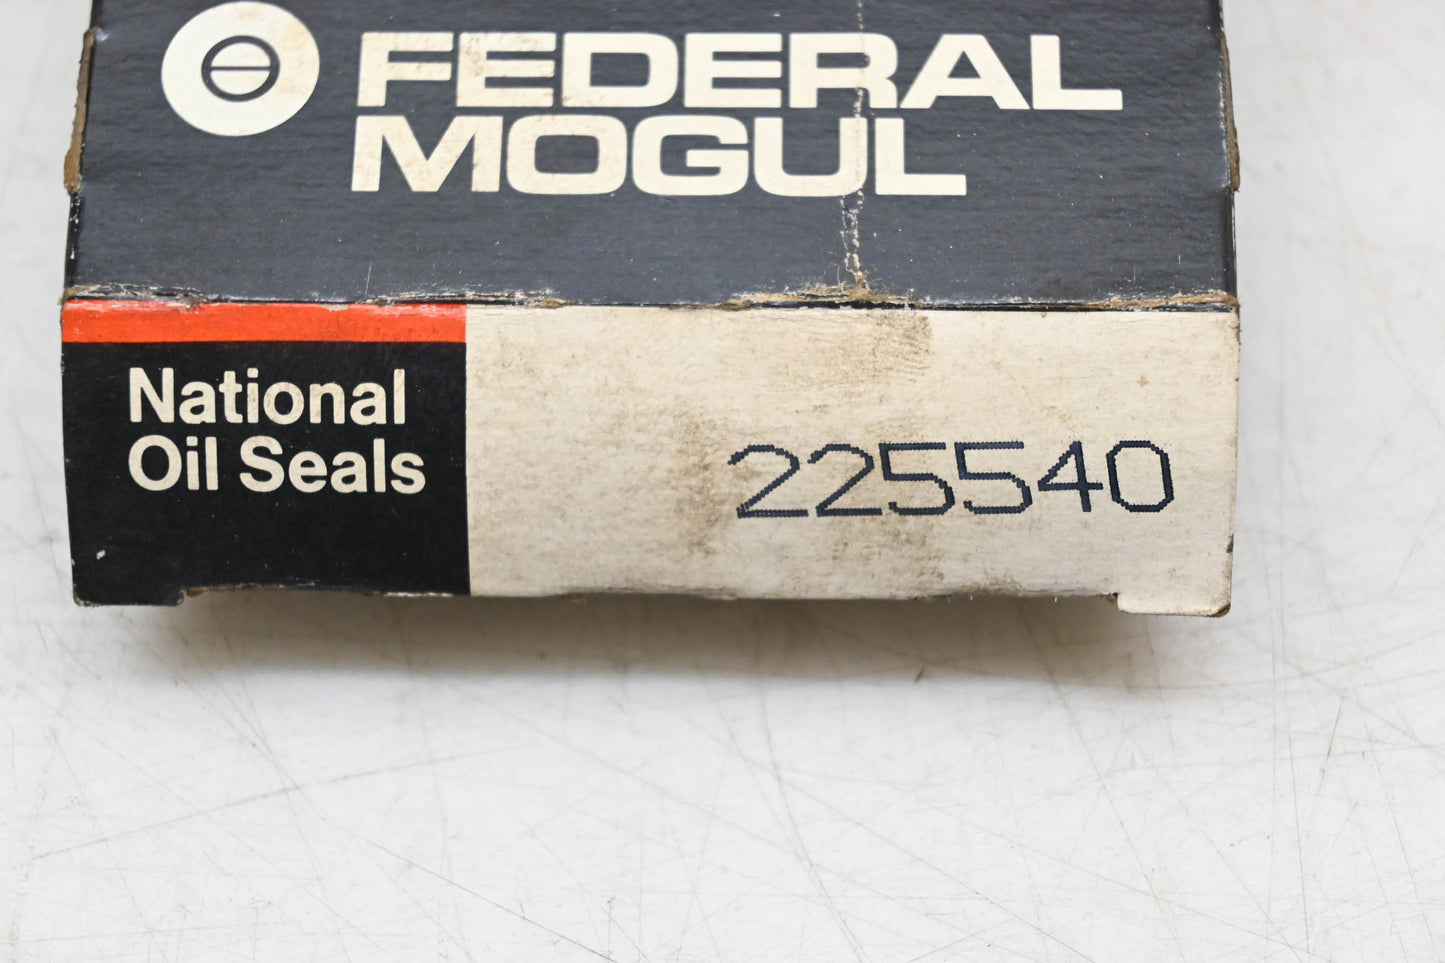 FEDERAL
MOGUL
National
Oil Seals
225540